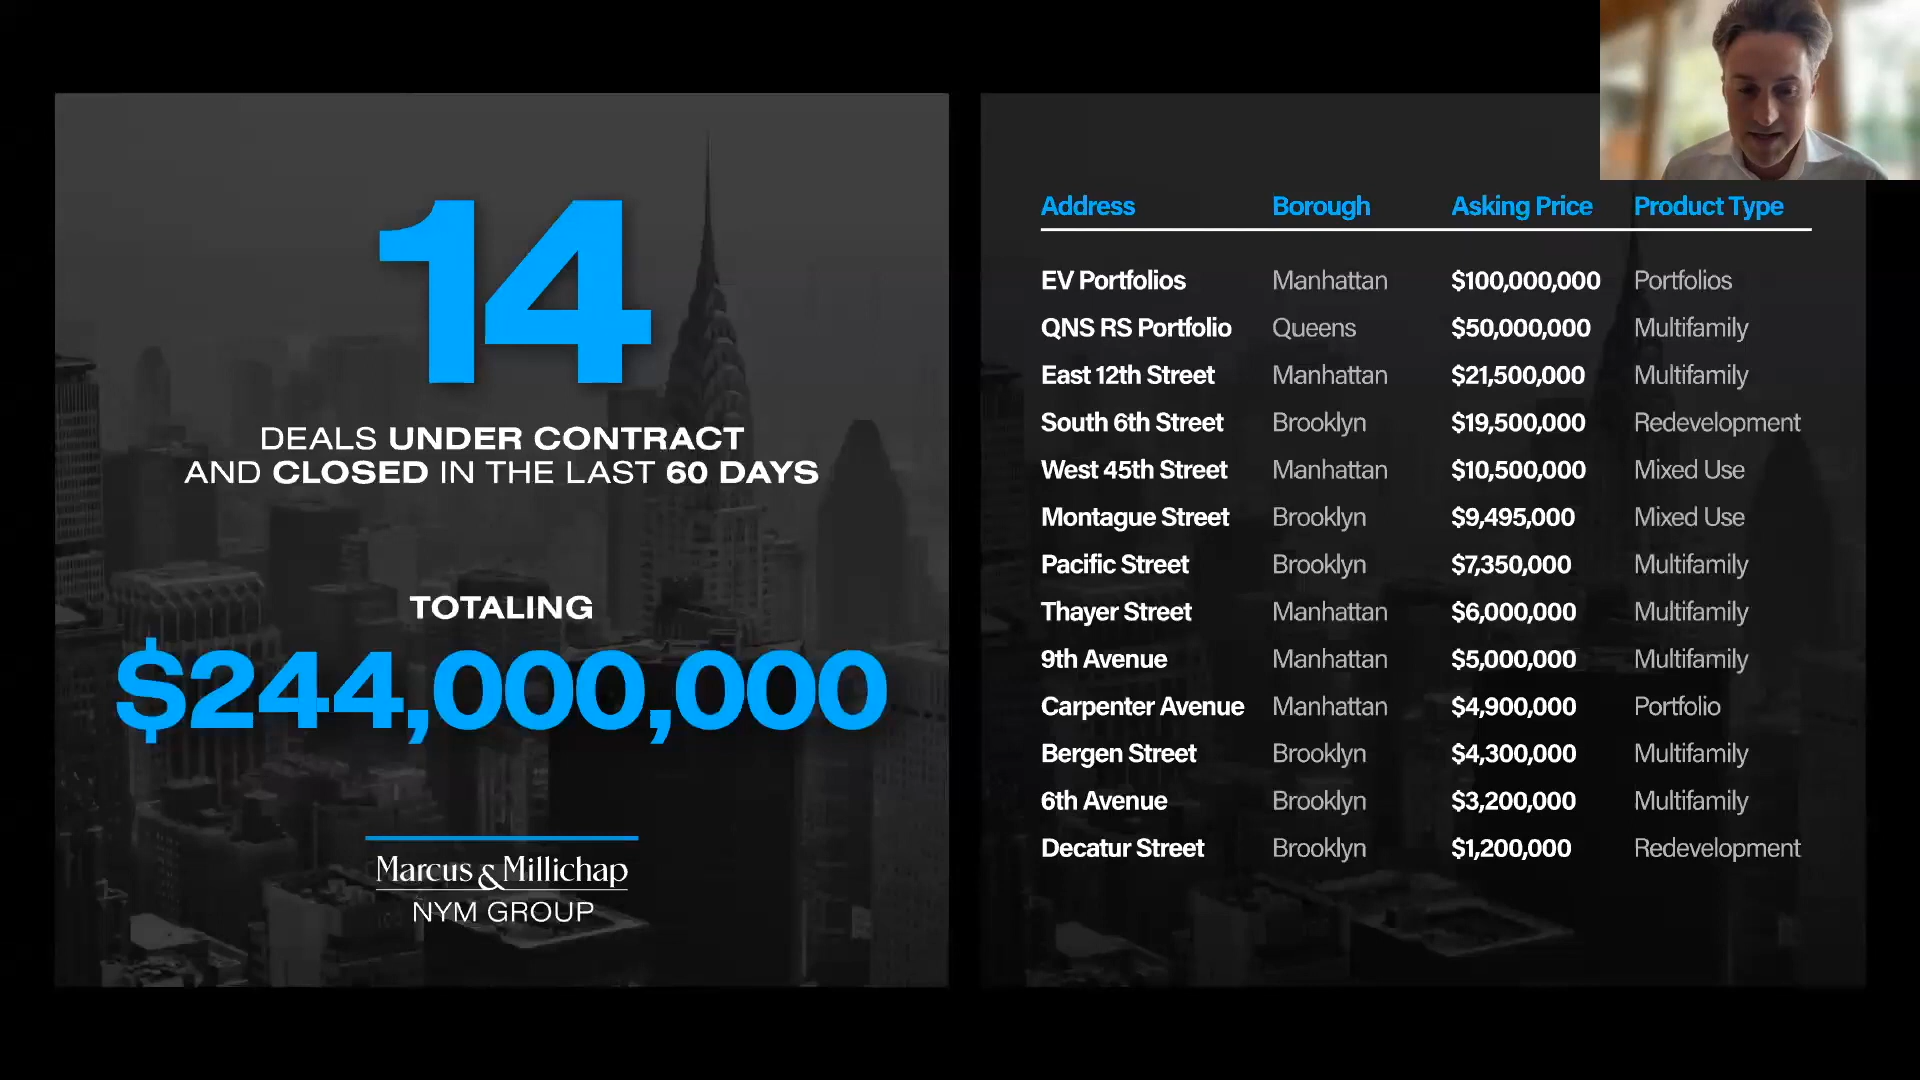 14
DEALS UNDER CONTRACT
AND CLOSED IN THE LAST 60 DAYS
TOTALING
$244,000,000
Marcus & Millichap
NYM GROUP
Address Borough Asking Price Product Type
EV Portfolios Manhattan $100,000,000 Portfolios
QNS RS Portfolio Queens $50,000,000 Multifamily
East 12th Street Manhattan $21,500,000 Multifamily
South 6th Street Brooklyn $19,500,000 Redevelopment
West 45th Street Manhattan $10,500,000 Mixed Use
Montague Street Brooklyn $9,495,000 Mixed Use
Pacific Street Brooklyn $7,350,000 Multifamily
Thayer Street Manhattan $6,000,000 Multifamily
9th Avenue Manhattan $5,000,000 Multifamily
Carpenter Avenue Manhattan $4,900,000 Portfolio
Bergen Street Brooklyn $4,300,000 Multifamily
6th Avenue Brooklyn $3,200,000 Multifamily
Decatur Street Brooklyn $1,200,000 Redevelopment